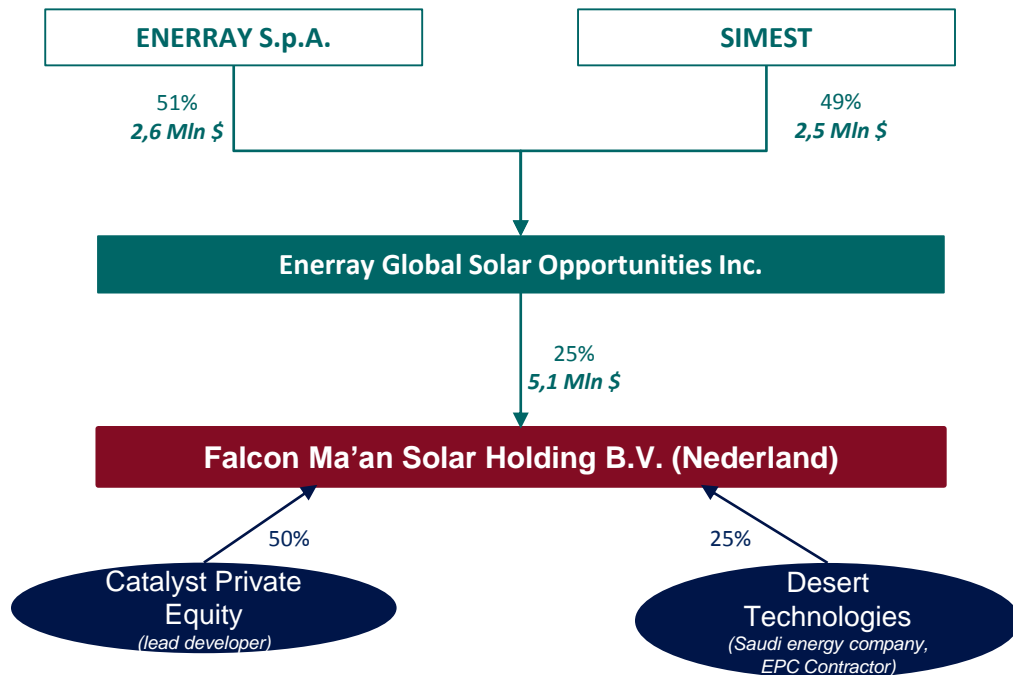 ENERRAY S.p.A.
SIMEST
51%
2,6 Mln $
49%
2,5 Mln $
Enerray Global Solar Opportunities Inc.
25%
5,1 Mln $
Falcon Ma’an Solar Holding B.V. (Nederland)
50%
25%
Catalyst Private
Equity
(lead developer)
Desert
Technologies
(Saudi energy company,
EPC Contractor)